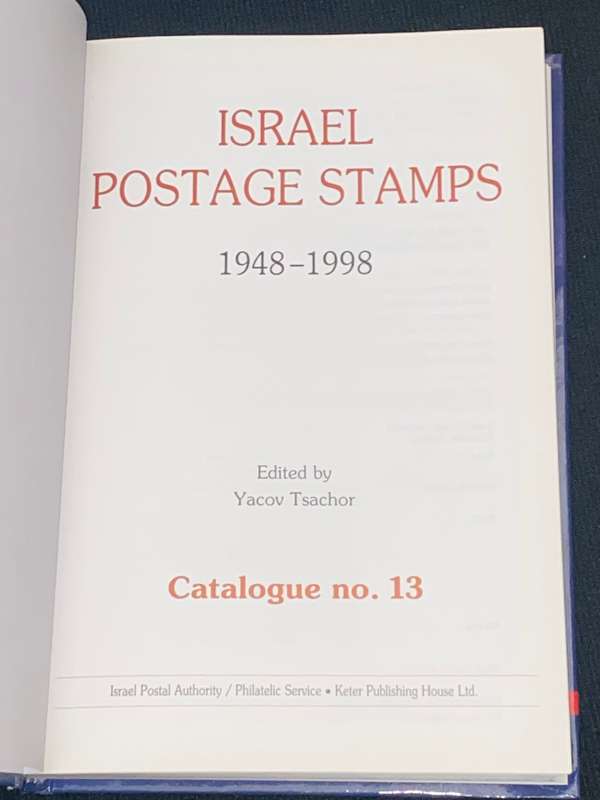 ISRAEL
POSTAGE STAMPS
1948–1998
Edited by
Yacov Tsachor
Catalogue no. 13
Israel Postal Authority / Philatelic Service • Keter Publishing House Ltd.